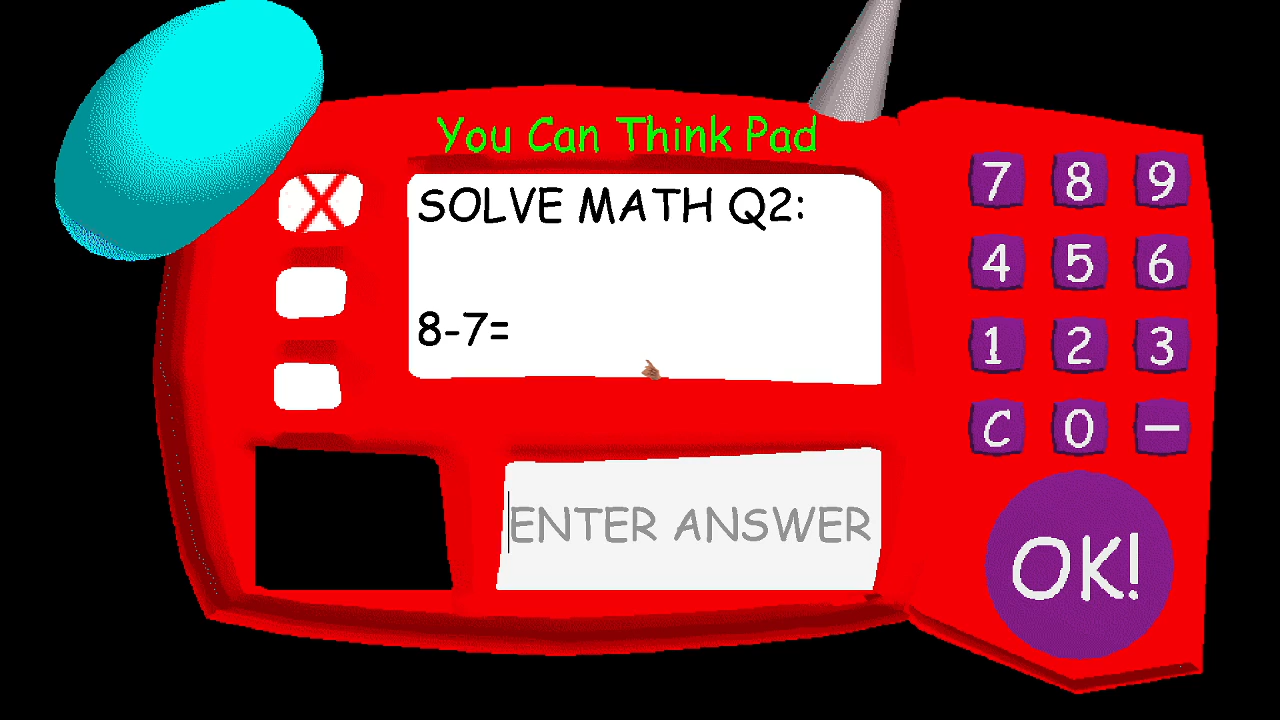 You Can Think Pad
SOLVE MATH Q2:
8-7=
ENTER ANSWER
7 8 9
4 5 6
1 2 3
C 0 −
OK!